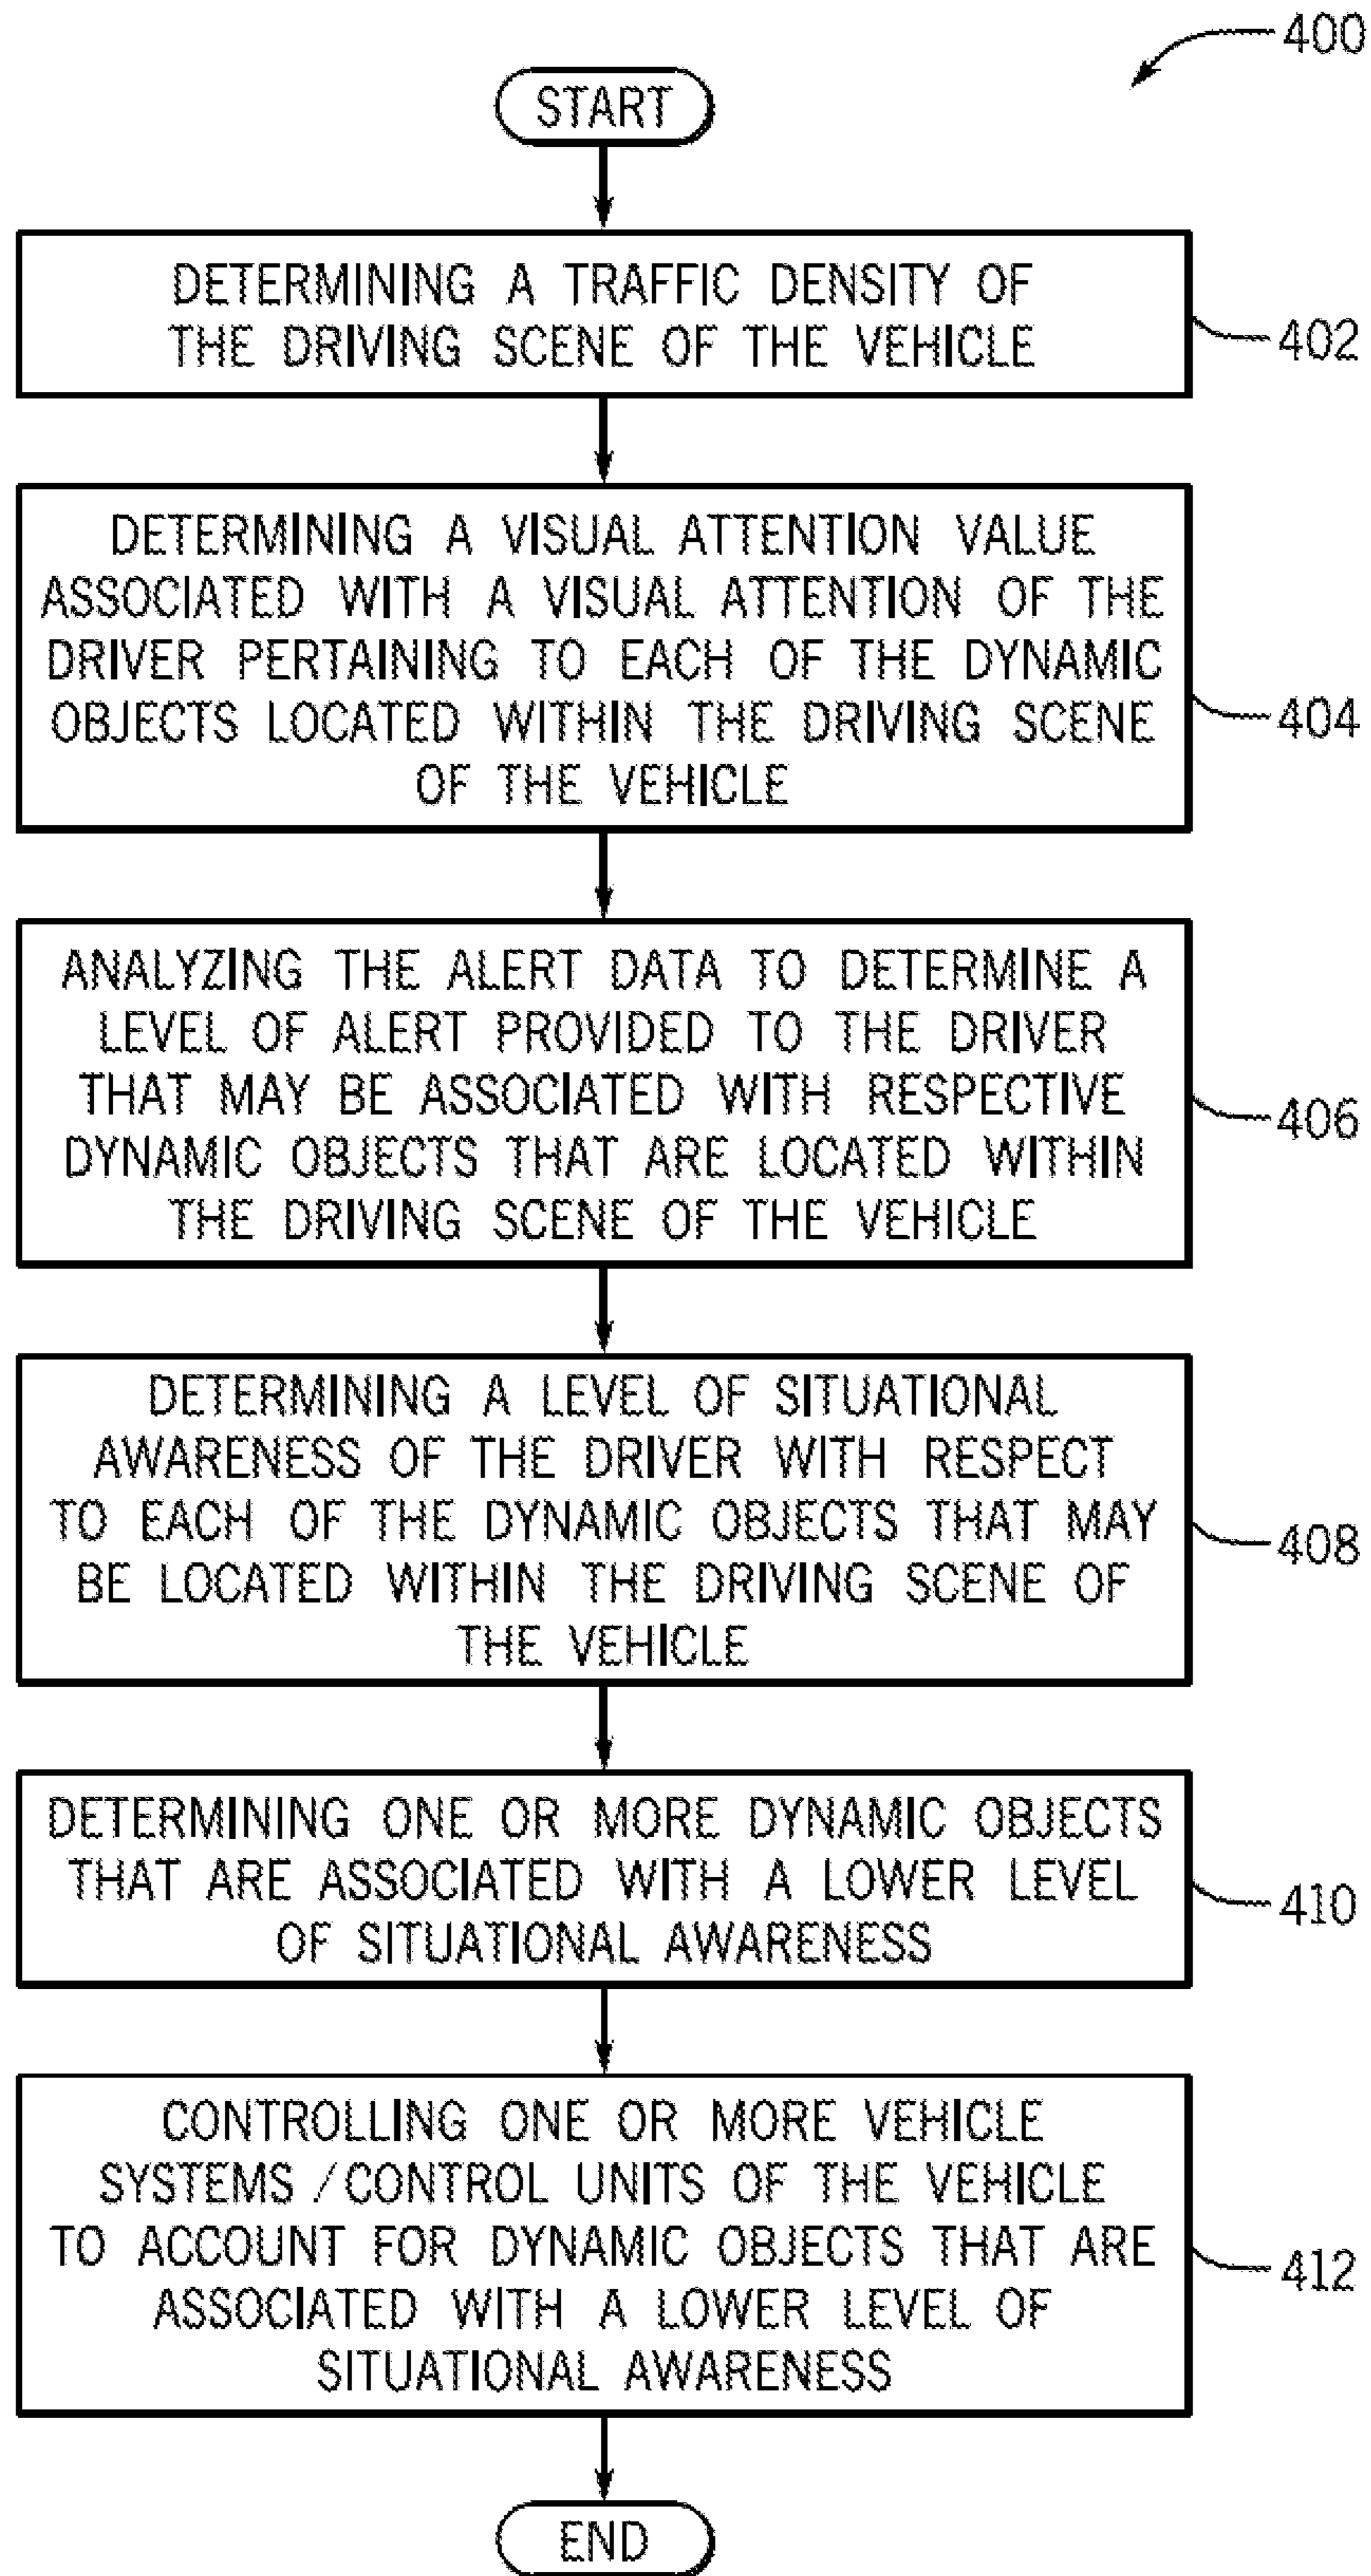 400
START
DETERMINING A TRAFFIC DENSITY OF
THE DRIVING SCENE OF THE VEHICLE
402
DETERMINING A VISUAL ATTENTION VALUE
ASSOCIATED WITH A VISUAL ATTENTION OF THE
DRIVER PERTAINING TO EACH OF THE DYNAMIC
OBJECTS LOCATED WITHIN THE DRIVING SCENE
OF THE VEHICLE
404
ANALYZING THE ALERT DATA TO DETERMINE A
LEVEL OF ALERT PROVIDED TO THE DRIVER
THAT MAY BE ASSOCIATED WITH RESPECTIVE
DYNAMIC OBJECTS THAT ARE LOCATED WITHIN
THE DRIVING SCENE OF THE VEHICLE
406
DETERMINING A LEVEL OF SITUATIONAL
AWARENESS OF THE DRIVER WITH RESPECT
TO EACH OF THE DYNAMIC OBJECTS THAT MAY
BE LOCATED WITHIN THE DRIVING SCENE OF
THE VEHICLE
408
DETERMINING ONE OR MORE DYNAMIC OBJECTS
THAT ARE ASSOCIATED WITH A LOWER LEVEL
OF SITUATIONAL AWARENESS
410
CONTROLLING ONE OR MORE VEHICLE
SYSTEMS /CONTROL UNITS OF THE VEHICLE
TO ACCOUNT FOR DYNAMIC OBJECTS THAT ARE
ASSOCIATED WITH A LOWER LEVEL OF
SITUATIONAL AWARENESS
412
END